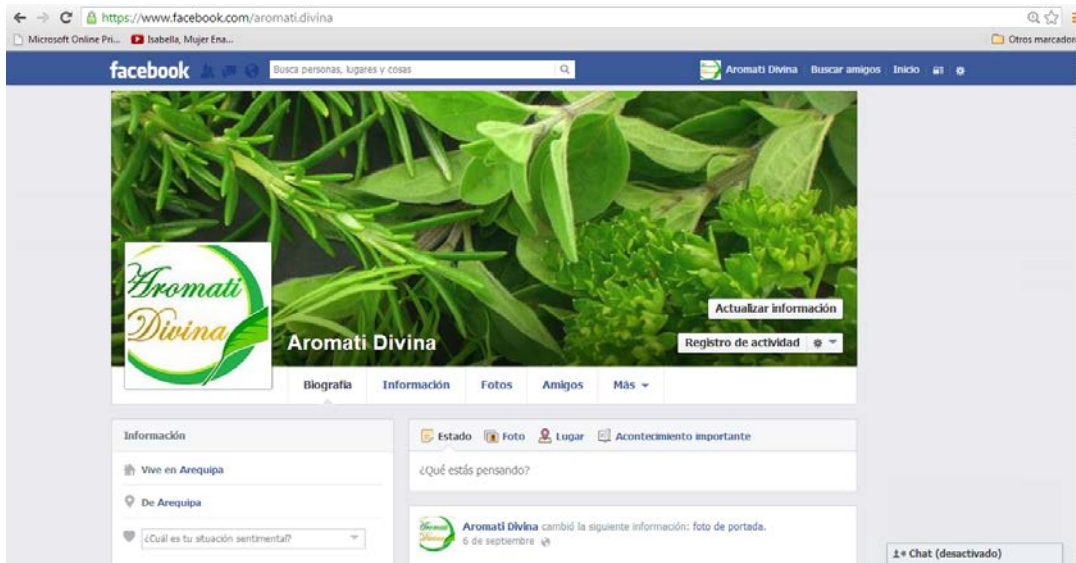 https://www.facebook.com/aromati.divina
Microsoft Online Pri... Isabella, Mujer Ena... Otros marcador
facebook Busca personas, lugares y cosas Aromati Divina Buscar amigos Inicio
Aromati
Divina
Actualizar información
Aromati Divina Registro de actividad
Biografía Información Fotos Amigos Más
Información
Estado Foto Lugar Acontecimiento importante
Vive en Arequipa
¿Qué estás pensando?
De Arequipa
¿Cuál es tu situación sentimental?
Aromati Divina cambió la siguiente información: foto de portada.
6 de septiembre
Chat (desactivado)